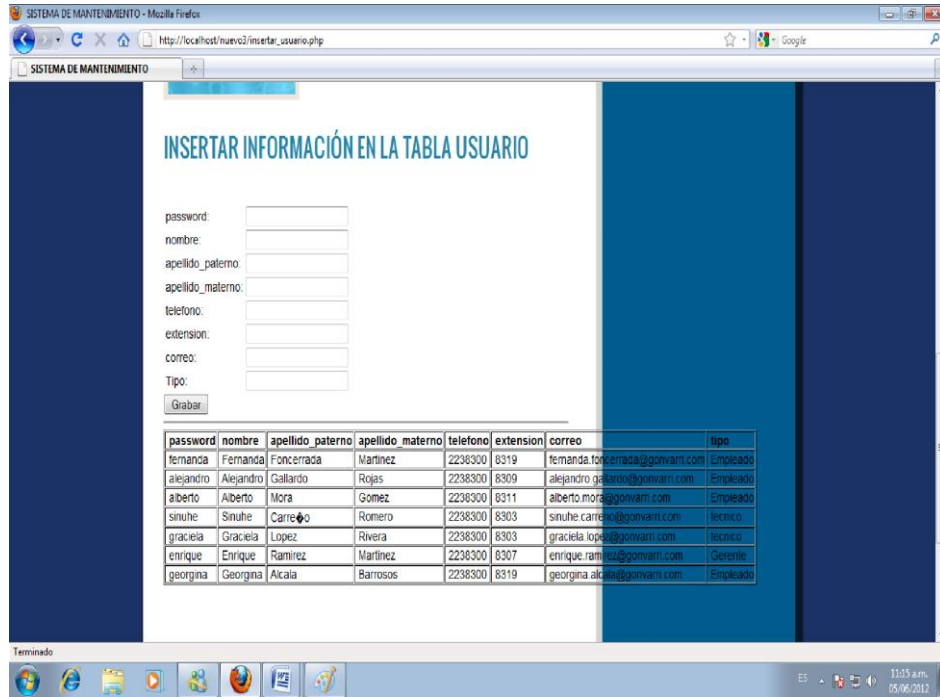 SISTEMA DE MANTENIMIENTO - Mozilla Firefox
http://localhost/nuevo3/insertar_usuario.php
Google
SISTEMA DE MANTENIMIENTO
INSERTAR INFORMACIÓN EN LA TABLA USUARIO
password:
nombre:
apellido_paterno:
apellido_materno:
telefono:
extension:
correo:
Tipo:
Grabar
password nombre apellido_paterno apellido_materno telefono extension correo tipo
fernanda Fernanda Foncerrada Martinez 2238300 8319 fernanda.foncerrada@gonvarri.com Empleado
alejandro Alejandro Gallardo Rojas 2238300 8309 alejandro.gallardo@gonvarri.com Empleado
alberto Alberto Mora Gomez 2238300 8311 alberto.mora@gonvarri.com Empleado
sinuhe Sinuhe Carre�o Romero 2238300 8303 sinuhe.carreno@gonvarri.com tecnico
graciela Graciela Lopez Rivera 2238300 8303 graciela.lopez@gonvarri.com tecnico
enrique Enrique Ramirez Martinez 2238300 8307 enrique.ramirez@gonvarri.com Gerente
georgina Georgina Alcala Barrosos 2238300 8319 georgina.alcala@gonvarri.com Empleado
Terminado
ES
11:15 a.m.
05/06/2012